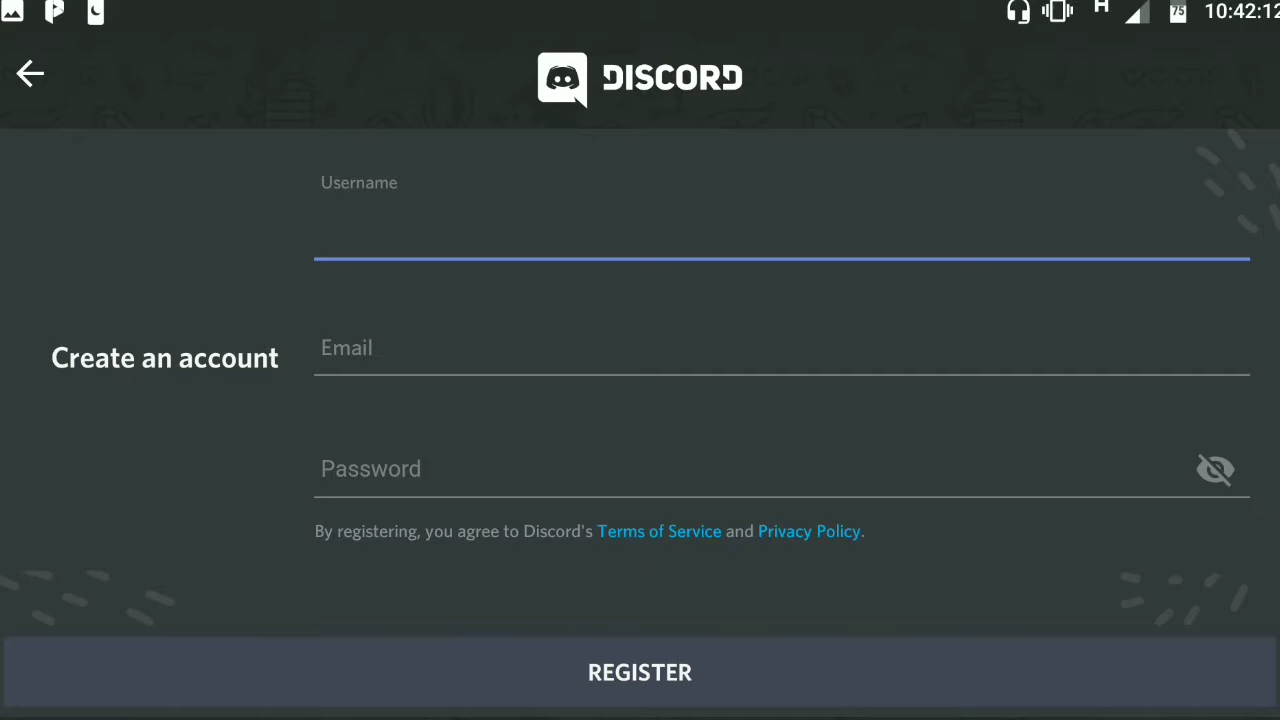 H 75 10:42:12
DISCORD
Username
Create an account
Email
Password
By registering, you agree to Discord's Terms of Service and Privacy Policy.
REGISTER